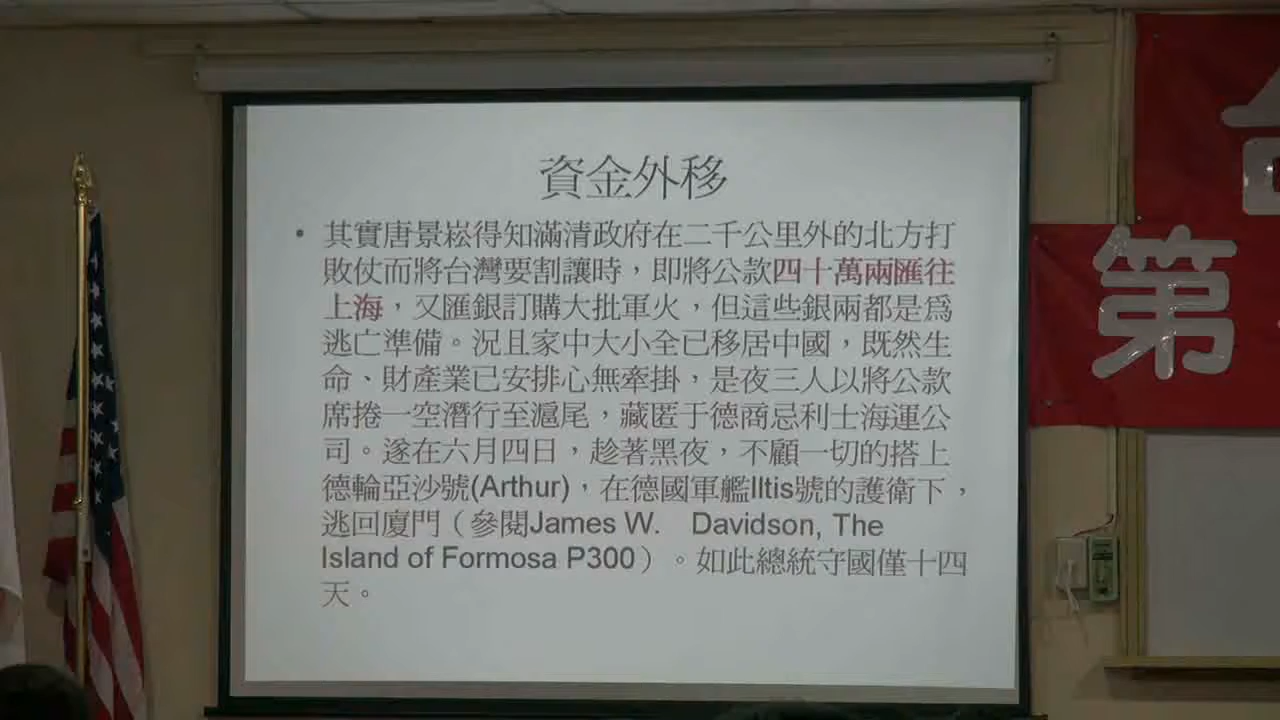 資金外移
• 其實唐景崧得知滿清政府在二千公里外的北方打
敗仗而將台灣要割讓時，即將公款四十萬兩匯往
上海，又匯銀訂購大批軍火，但這些銀兩都是爲
逃亡準備。況且家中大小全已移居中國，既然生
命、財產業已安排心無牽掛，是夜三人以將公款
席捲一空潛行至滬尾，藏匿于德商忌利士海運公
司。遂在六月四日，趁著黑夜，不顧一切的搭上
德輪亞沙號(Arthur)，在德國軍艦Iltis號的護衛下，
逃回廈門（參閱James W. Davidson, The
Island of Formosa P300）。如此總統守國僅十四
天。
第